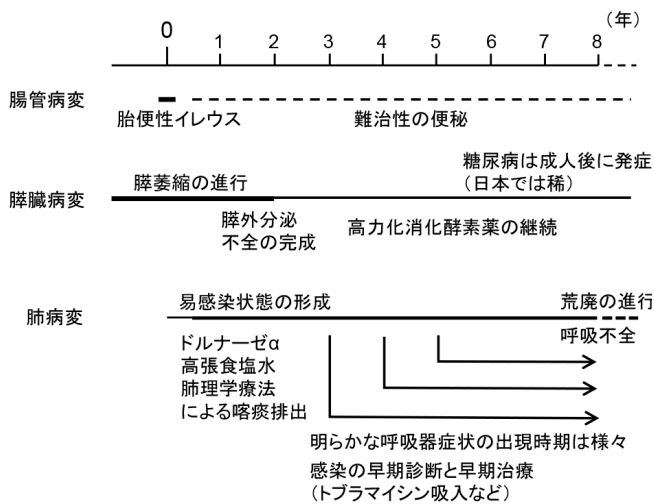 (年)
0 1 2 3 4 5 6 7 8
腸管病変
胎便性イレウス
難治性の便秘
糖尿病は成人後に発症
(日本では稀)
膵萎縮の進行
膵臓病変
膵外分泌
不全の完成
高力化消化酵素薬の継続
易感染状態の形成
荒廃の進行
肺病変
呼吸不全
ドルナーゼα
高張食塩水
肺理学療法
による喀痰排出
明らかな呼吸器症状の出現時期は様々
感染の早期診断と早期治療
(トブラマイシン吸入など)